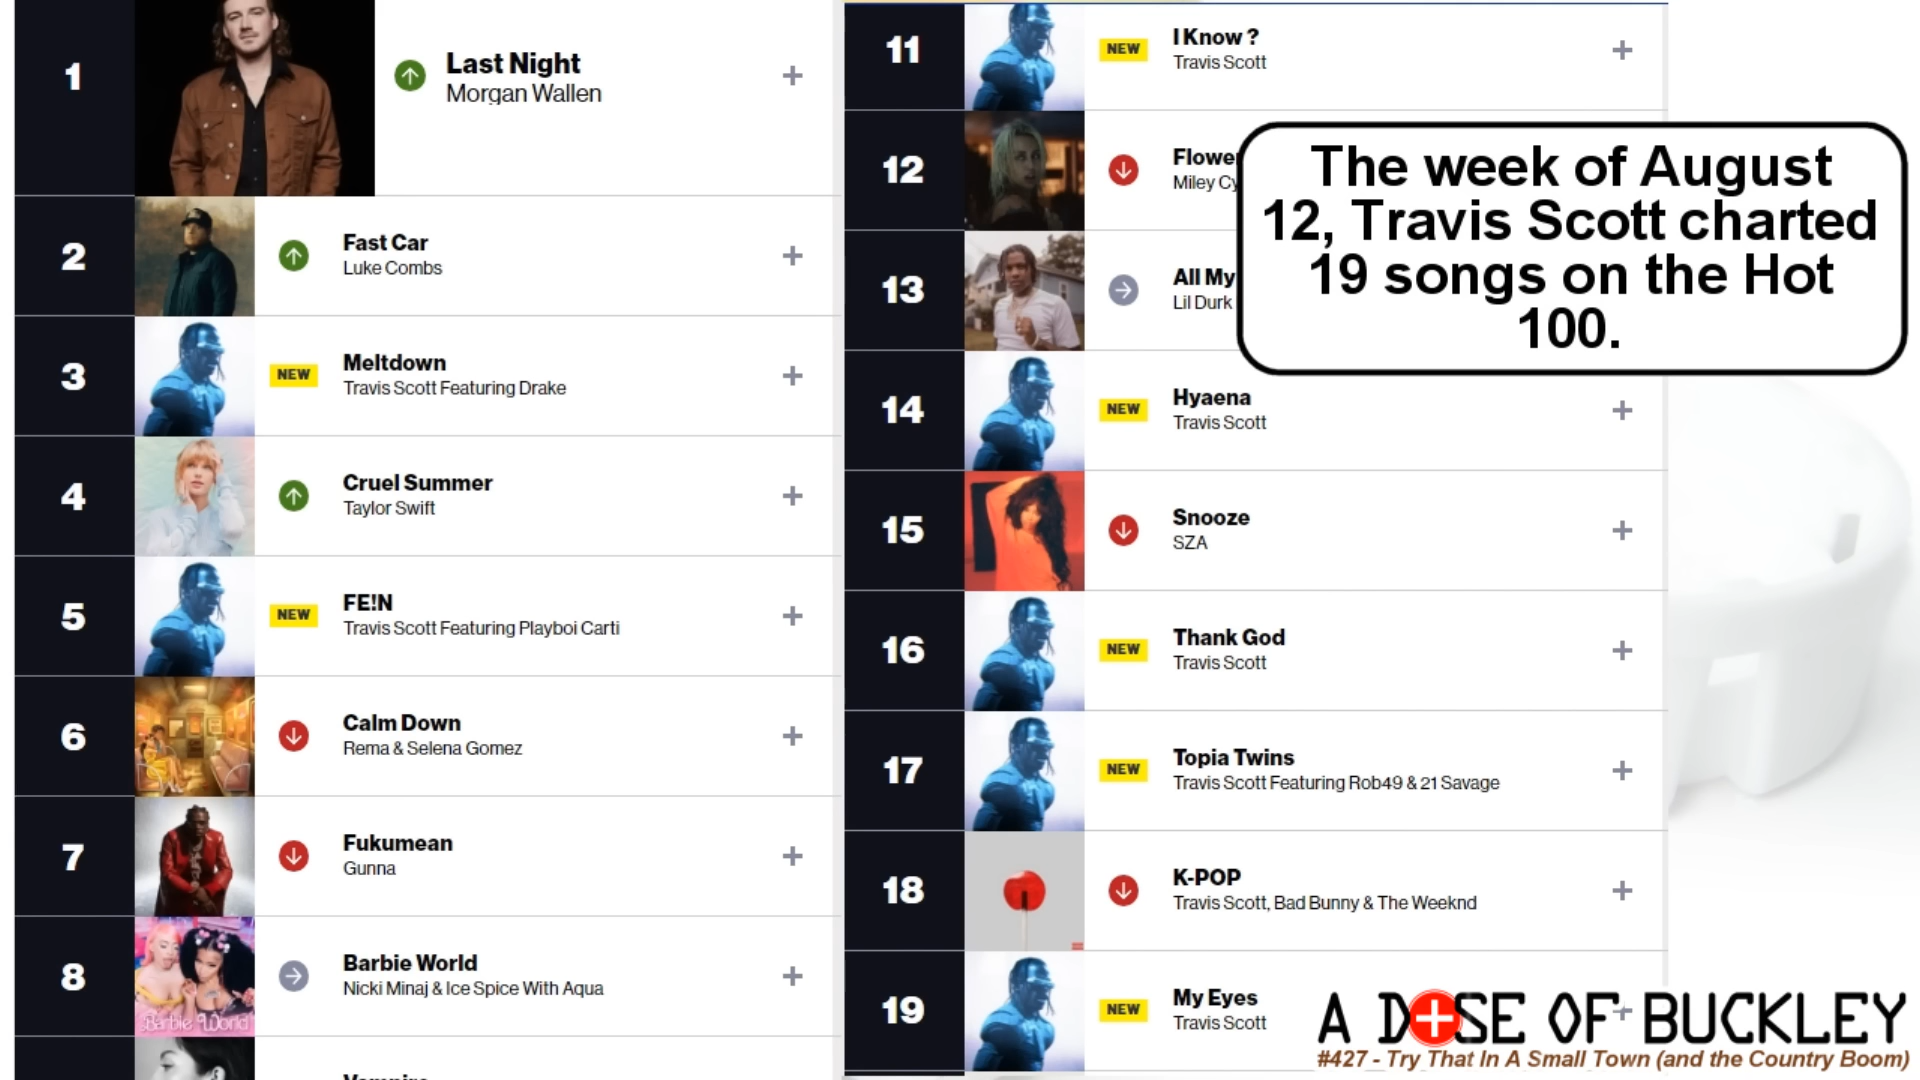 1
Last Night
Morgan Wallen
2
Fast Car
Luke Combs
3
NEW
Meltdown
Travis Scott Featuring Drake
4
Cruel Summer
Taylor Swift
5
NEW
FE!N
Travis Scott Featuring Playboi Carti
6
Calm Down
Rema & Selena Gomez
7
Fukumean
Gunna
8
Barbie World
Barbie World
Nicki Minaj & Ice Spice With Aqua
11
NEW
I Know ?
Travis Scott
12
Miley
13
All My
Lil Durk
14
NEW
Hyaena
Travis Scott
15
Snooze
SZA
16
NEW
Thank God
Travis Scott
17
NEW
Topia Twins
Travis Scott Featuring Rob49 & 21 Savage
18
K-POP
Travis Scott, Bad Bunny & The Weeknd
19
NEW
My Eyes
Travis Scott
The week of August
12, Travis Scott charted
19 songs on the Hot
100.
A DOSE OF BUCKLEY
#427 - Try That In A Small Town (and the Country Boom)